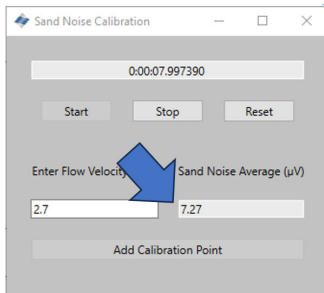 Sand Noise Calibration
0:00:07.997390
Start Stop Reset
Enter Flow Velocity Sand Noise Average (µV)
2.7 7.27
Add Calibration Point